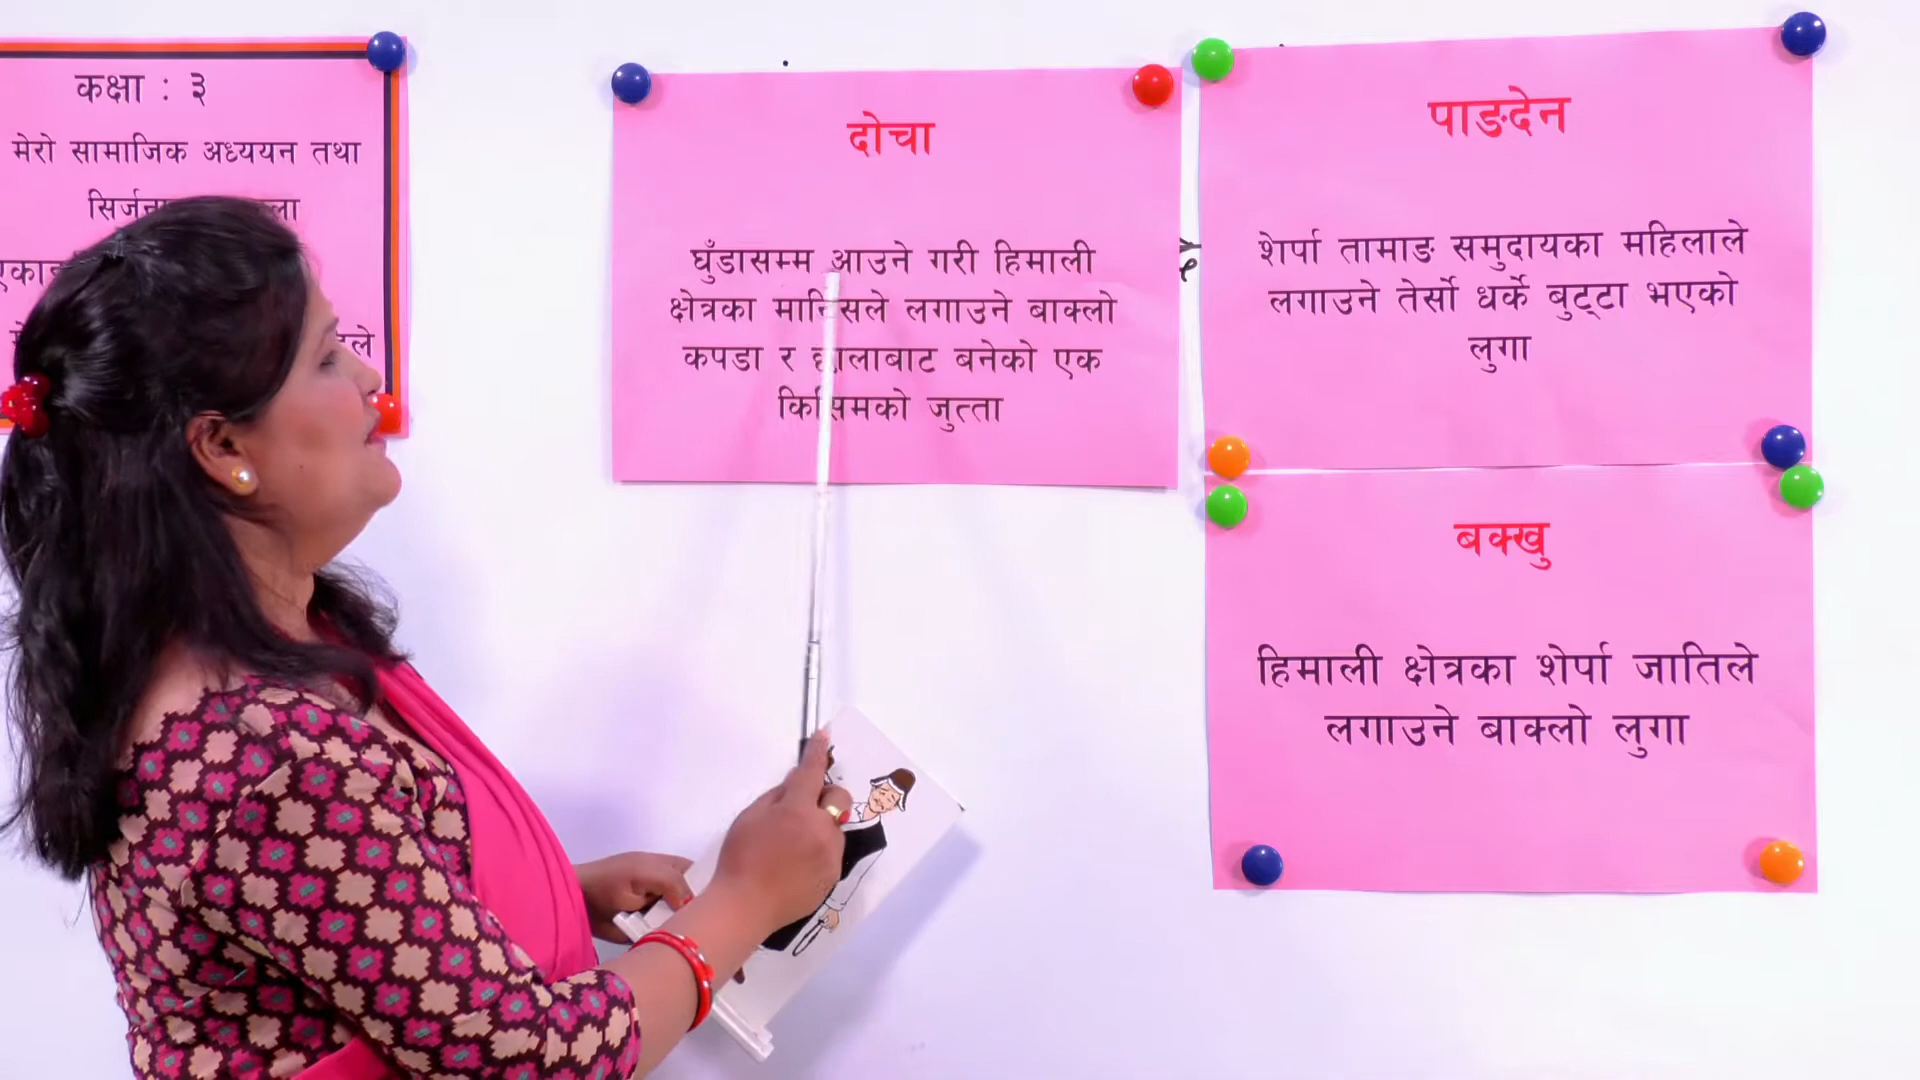 कक्षा : ३
मेरो सामाजिक अध्ययन तथा
दोचा
घुँडासम्म आउने गरी हिमाली
क्षेत्रका मानिसले लगाउने बाक्लो
कपडा र छालाबाट बनेको एक
किसिमको जुत्ता
पाङदेन
शेर्पा तामाङ समुदायका महिलाले
लगाउने तेर्सो धर्के बुट्टा भएको
लुगा
बक्खु
हिमाली क्षेत्रका शेर्पा जातिले
लगाउने बाक्लो लुगा